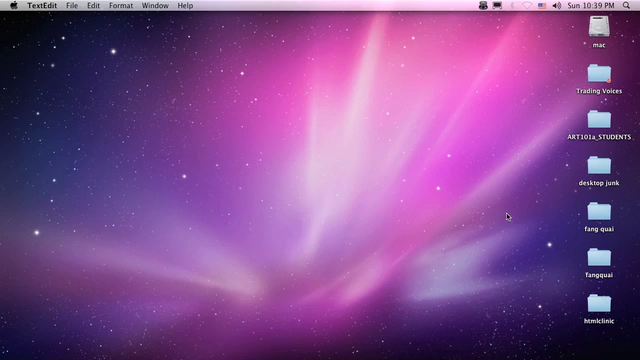 TextEdit File Edit Format Window Help Sun 10:39 PM
mac
Trading Voices
ART101a_STUDENTS
desktop junk
fang quai
fangquai
htmlclinic